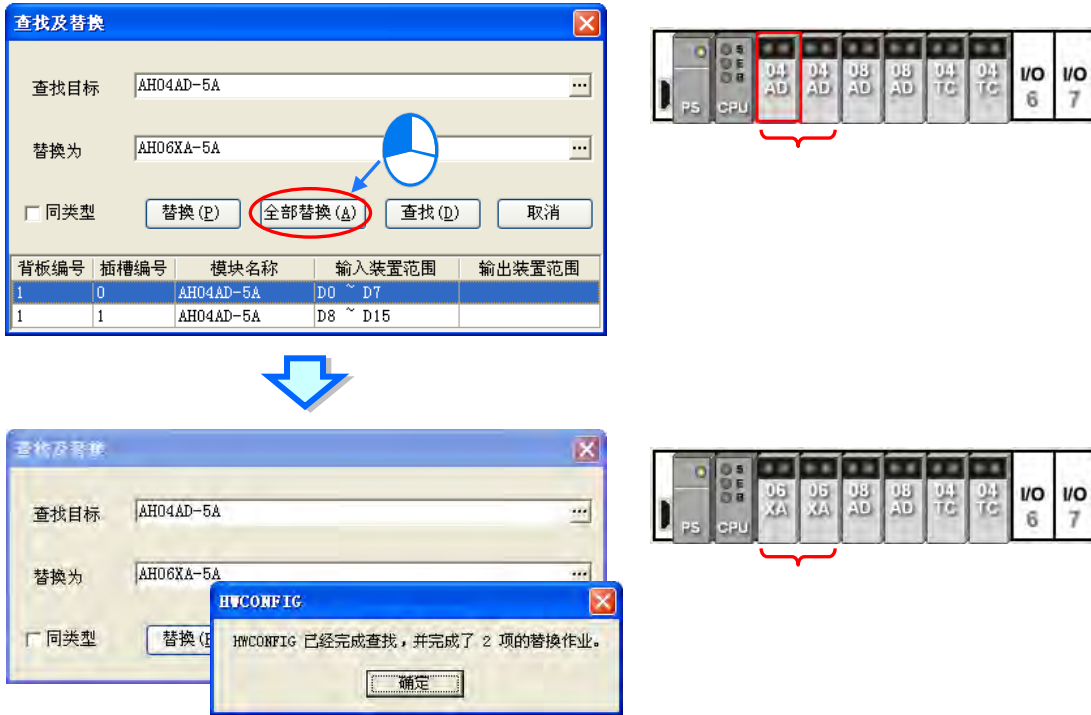 查找及替换
查找目标 AH04AD-5A ...
替换为 AH06XA-5A ...
同类型 替换(P) 全部替换(A) 查找(D) 取消
背板编号 插槽编号 模块名称 输入装置范围 输出装置范围
1 0 AH04AD-5A D0 ~ D7
1 1 AH04AD-5A D8 ~ D15
PS CPU S E B 04 AD 04 AD 08 AD 08 AD 04 TC 04 TC I/O 6 I/O 7
查找及替换
查找目标 AH04AD-5A ...
替换为 AH06XA-5A ...
同类型 替换(
HWCONFIG
HWCONFIG 已经完成查找，并完成了 2 项的替换作业。
确定
PS CPU S E B 06 XA 06 XA 08 AD 08 AD 04 TC 04 TC I/O 6 I/O 7